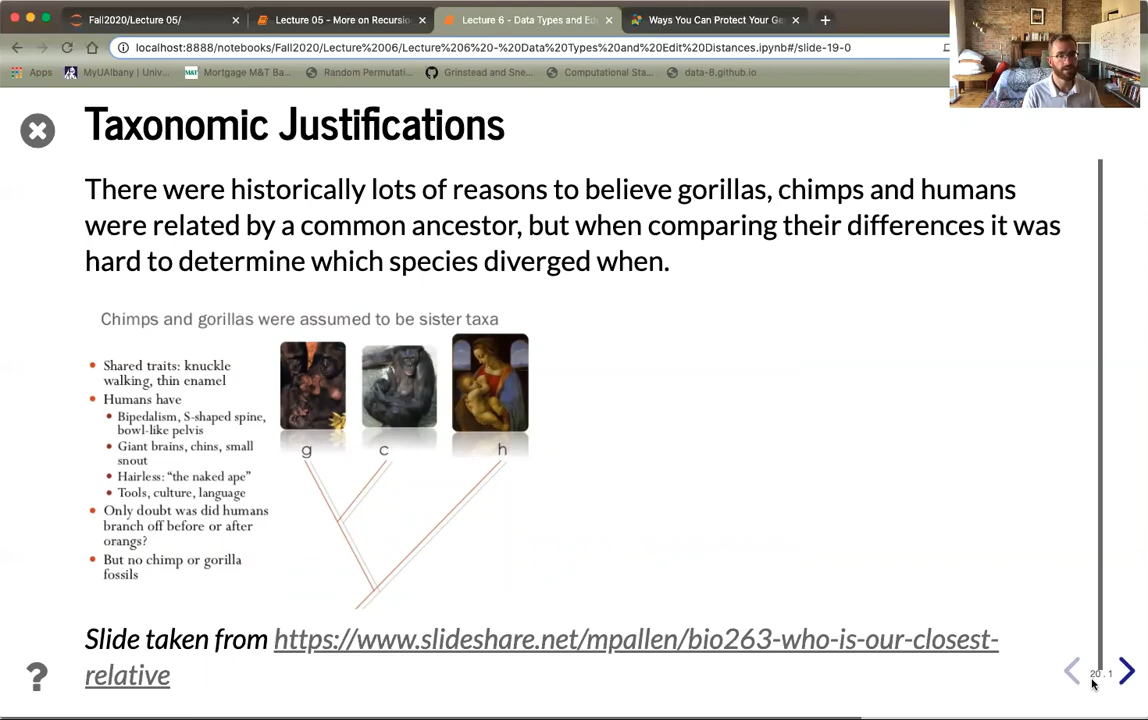 Fall2020/Lecture 05/
Lecture 05 - More on Recursio
Lecture 6 - Data Types and Ed
Ways You Can Protect Your Ge
localhost:8888/notebooks/Fall2020/Lecture%2006/Lecture%206%20-%20Data%20Types%20and%20Edit%20Distances.ipynb#/slide-19-0
Apps
MyUAlbany | Univ...
M&T
Mortgage M&T Ba...
Random Permutati...
Grinstead and Sne...
Computational Sta...
data-8.github.io
Taxonomic Justifications
There were historically lots of reasons to believe gorillas, chimps and humans
were related by a common ancestor, but when comparing their differences it was
hard to determine which species diverged when.
Chimps and gorillas were assumed to be sister taxa
Shared traits: knuckle
walking, thin enamel
Humans have
Bipedalism, S-shaped spine,
bowl-like pelvis
Giant brains, chins, small
snout
Hairless: “the naked ape”
Tools, culture, language
Only doubt was did humans
branch off before or after
orangs?
But no chimp or gorilla
fossils
g c h
Slide taken from https://www.slideshare.net/mpallen/bio263-who-is-our-closest-
relative
?
20 . 1